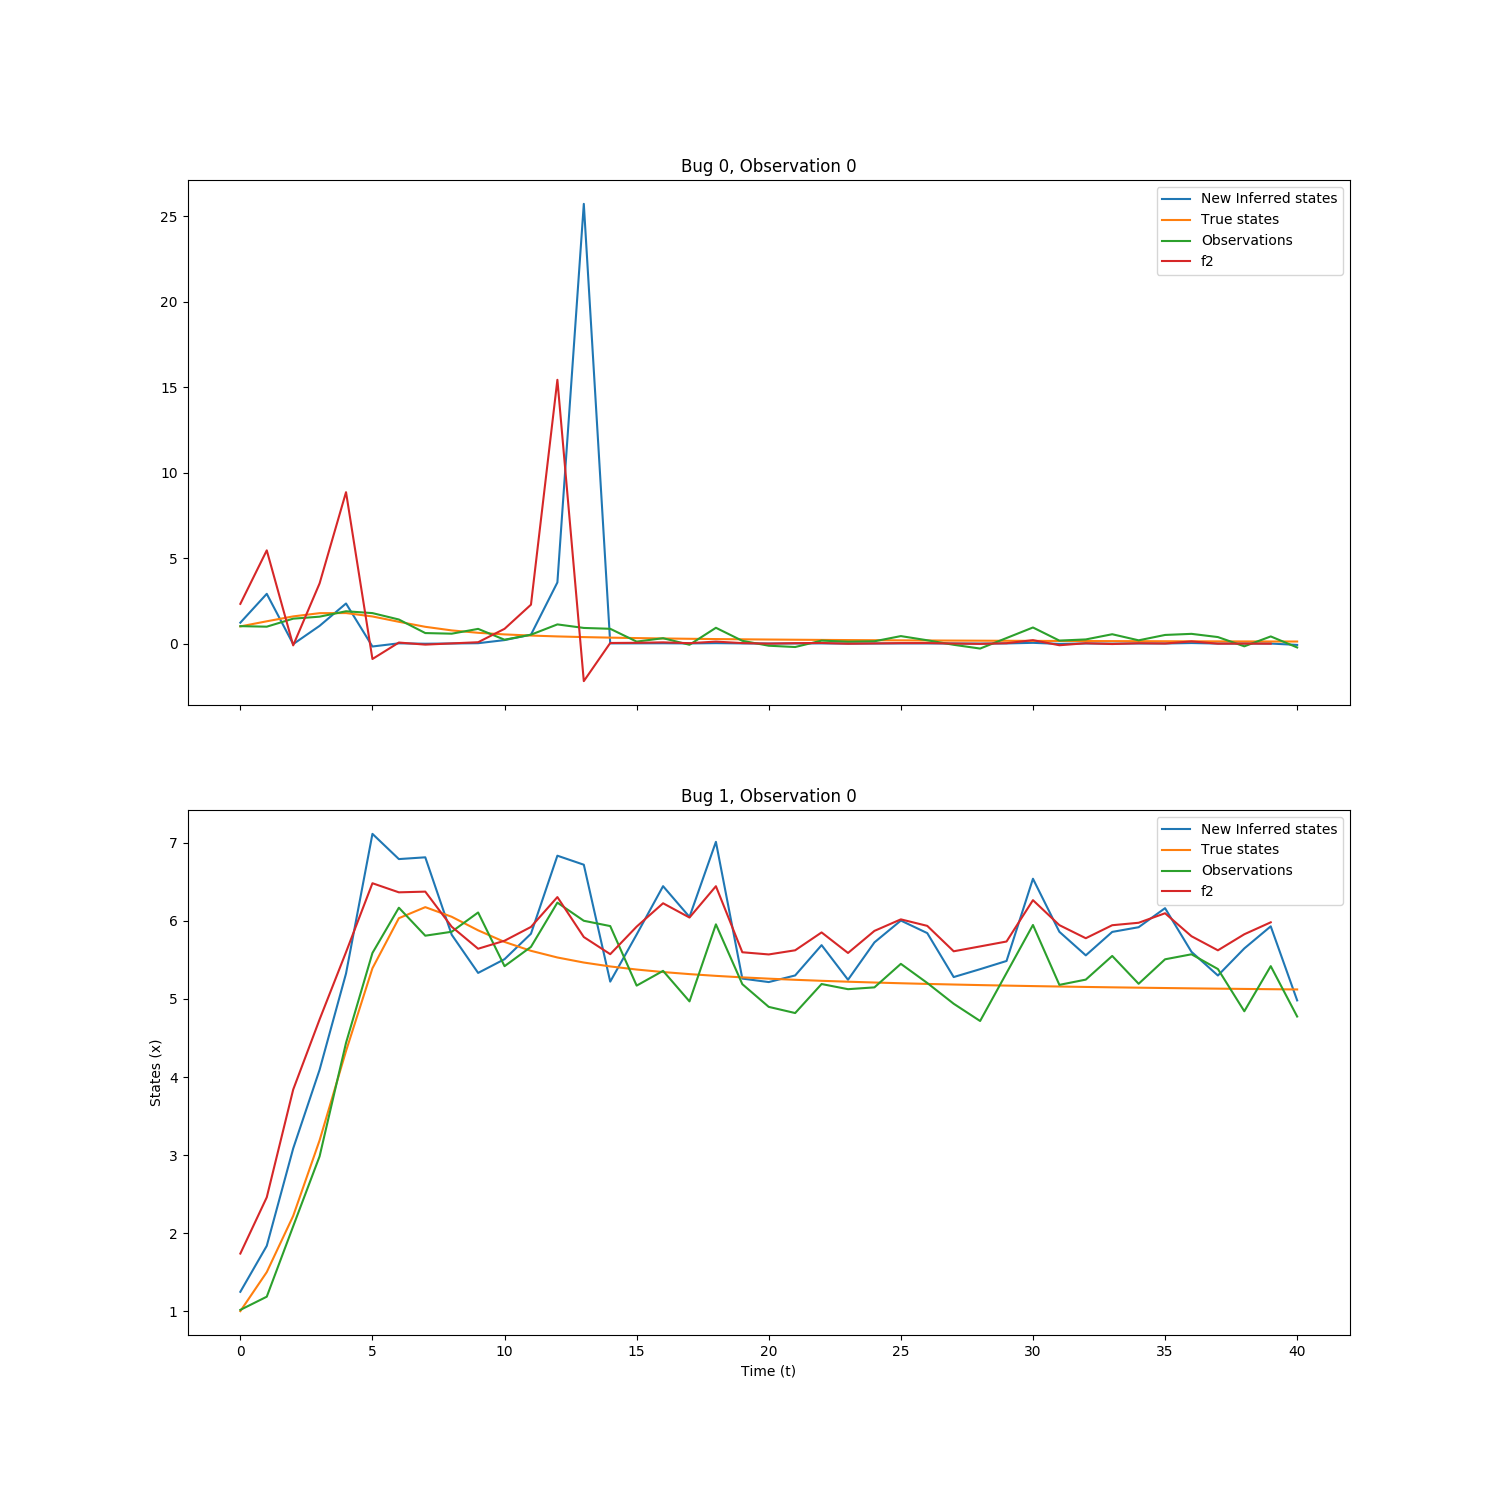 Bug 0, Observation 0
New Inferred states
True states
Observations
f2
25
20
15
10
5
0
Bug 1, Observation 0
New Inferred states
True states
Observations
f2
7
6
5
4
3
2
1
States (x)
0 5 10 15 20 25 30 35 40
Time (t)